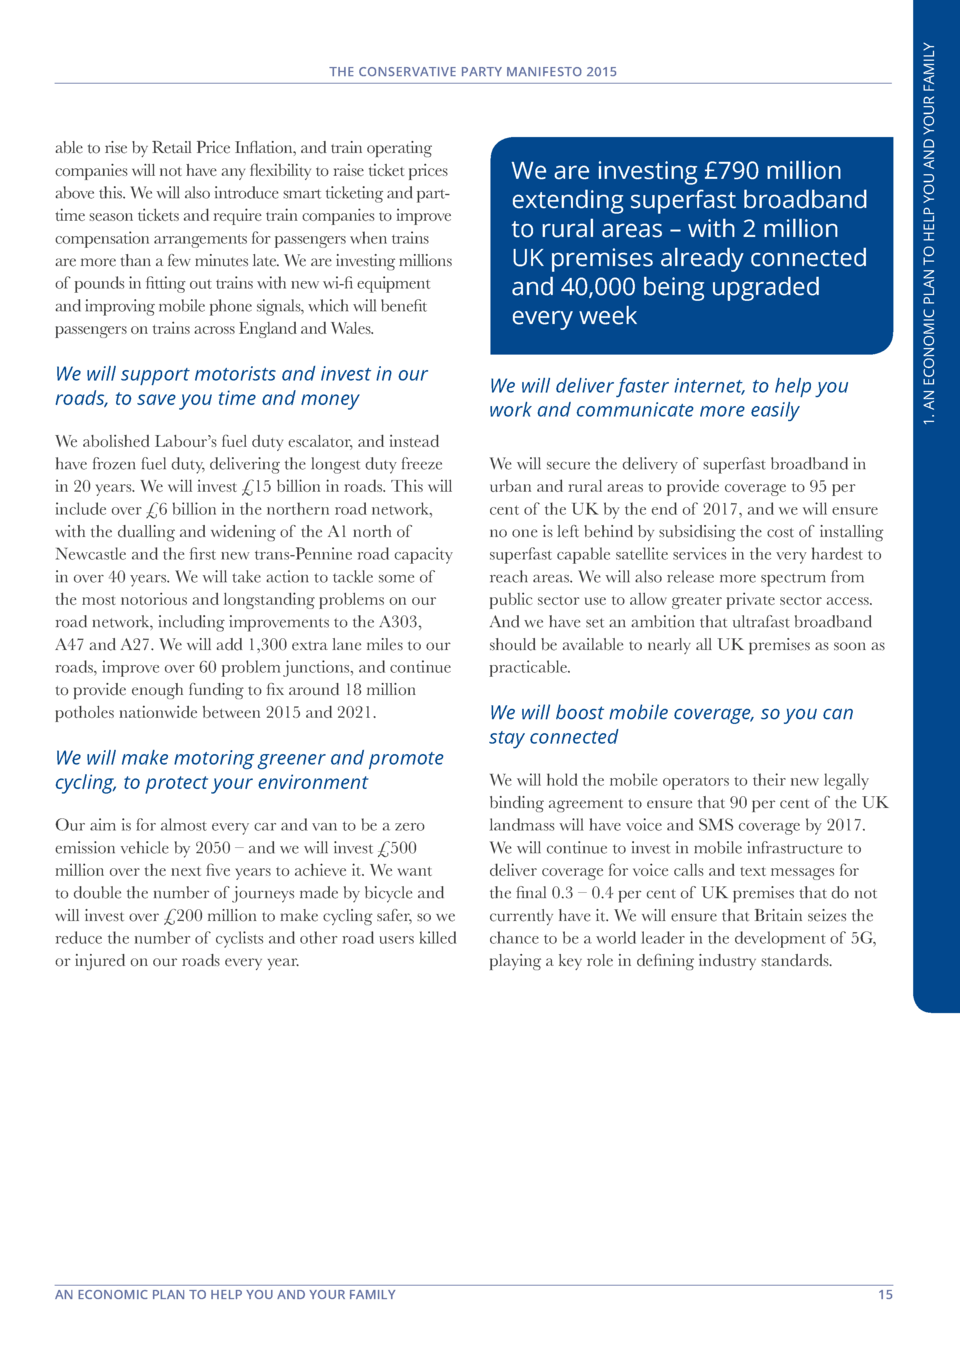 THE CONSERVATIVE PARTY MANIFESTO 2015
able to rise by Retail Price Inflation, and train operating
companies will not have any flexibility to raise ticket prices
above this. We will also introduce smart ticketing and part-
time season tickets and require train companies to improve
compensation arrangements for passengers when trains
are more than a few minutes late. We are investing millions
of pounds in fitting out trains with new wi-fi equipment
and improving mobile phone signals, which will benefit
passengers on trains across England and Wales.
We will support motorists and invest in our
roads, to save you time and money
We abolished Labour’s fuel duty escalator, and instead
have frozen fuel duty, delivering the longest duty freeze
in 20 years. We will invest £15 billion in roads. This will
include over £6 billion in the northern road network,
with the dualling and widening of the A1 north of
Newcastle and the first new trans-Pennine road capacity
in over 40 years. We will take action to tackle some of
the most notorious and longstanding problems on our
road network, including improvements to the A303,
A47 and A27. We will add 1,300 extra lane miles to our
roads, improve over 60 problem junctions, and continue
to provide enough funding to fix around 18 million
potholes nationwide between 2015 and 2021.
We will make motoring greener and promote
cycling, to protect your environment
Our aim is for almost every car and van to be a zero
emission vehicle by 2050 – and we will invest £500
million over the next five years to achieve it. We want
to double the number of journeys made by bicycle and
will invest over £200 million to make cycling safer, so we
reduce the number of cyclists and other road users killed
or injured on our roads every year.
We are investing £790 million
extending superfast broadband
to rural areas – with 2 million
UK premises already connected
and 40,000 being upgraded
every week
We will deliver faster internet, to help you
work and communicate more easily
We will secure the delivery of superfast broadband in
urban and rural areas to provide coverage to 95 per
cent of the UK by the end of 2017, and we will ensure
no one is left behind by subsidising the cost of installing
superfast capable satellite services in the very hardest to
reach areas. We will also release more spectrum from
public sector use to allow greater private sector access.
And we have set an ambition that ultrafast broadband
should be available to nearly all UK premises as soon as
practicable.
We will boost mobile coverage, so you can
stay connected
We will hold the mobile operators to their new legally
binding agreement to ensure that 90 per cent of the UK
landmass will have voice and SMS coverage by 2017.
We will continue to invest in mobile infrastructure to
deliver coverage for voice calls and text messages for
the final 0.3 – 0.4 per cent of UK premises that do not
currently have it. We will ensure that Britain seizes the
chance to be a world leader in the development of 5G,
playing a key role in defining industry standards.
1. AN ECONOMIC PLAN TO HELP YOU AND YOUR FAMILY
AN ECONOMIC PLAN TO HELP YOU AND YOUR FAMILY
15